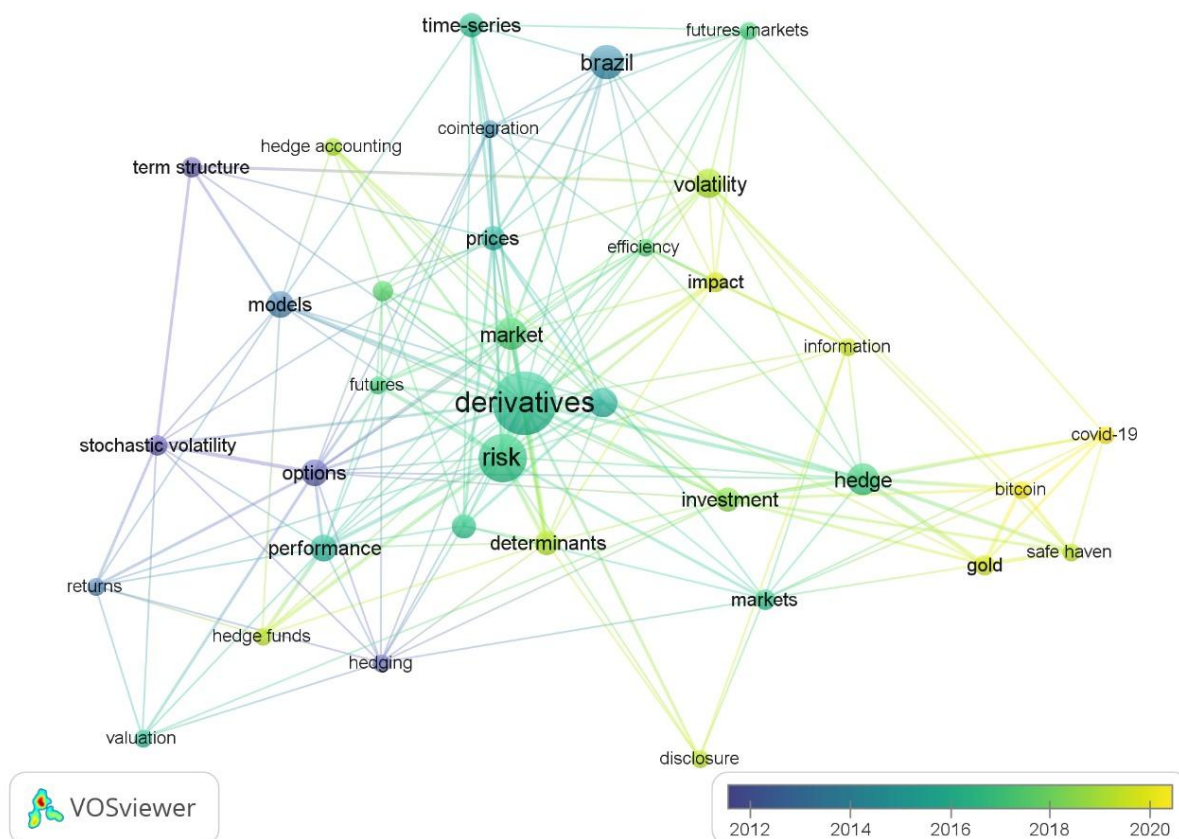 time-series
futures markets
brazil
cointegration
hedge accounting
term structure
volatility
prices
efficiency
impact
models
market
information
futures
derivatives
covid-19
stochastic volatility
risk
options
hedge
bitcoin
investment
performance
determinants
safe haven
gold
returns
markets
hedge funds
hedging
valuation
disclosure
VOSviewer
2012 2014 2016 2018 2020